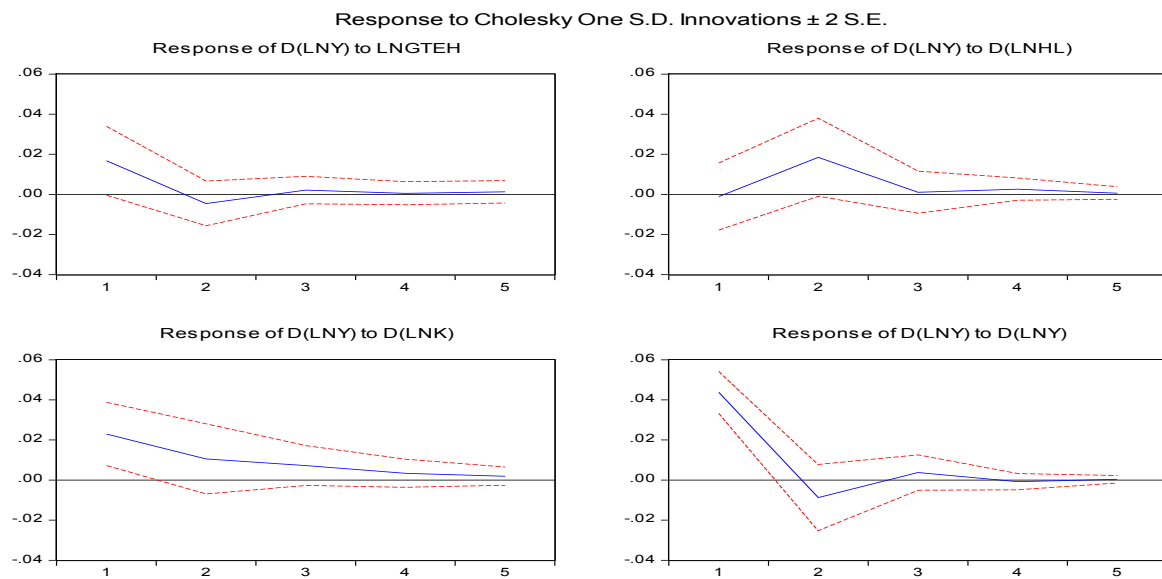 Response to Cholesky One S.D. Innovations ± 2 S.E.
Response of D(LNY) to LNGTEH
.06
.04
.02
.00
-.02
-.04
1 2 3 4 5
Response of D(LNY) to D(LNHL)
.06
.04
.02
.00
-.02
-.04
1 2 3 4 5
Response of D(LNY) to D(LNK)
.06
.04
.02
.00
-.02
-.04
1 2 3 4 5
Response of D(LNY) to D(LNY)
.06
.04
.02
.00
-.02
-.04
1 2 3 4 5